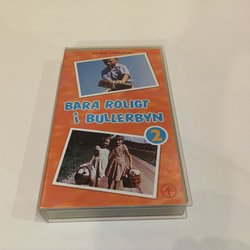 BARA ROLIGT
i BULLERBYN
2